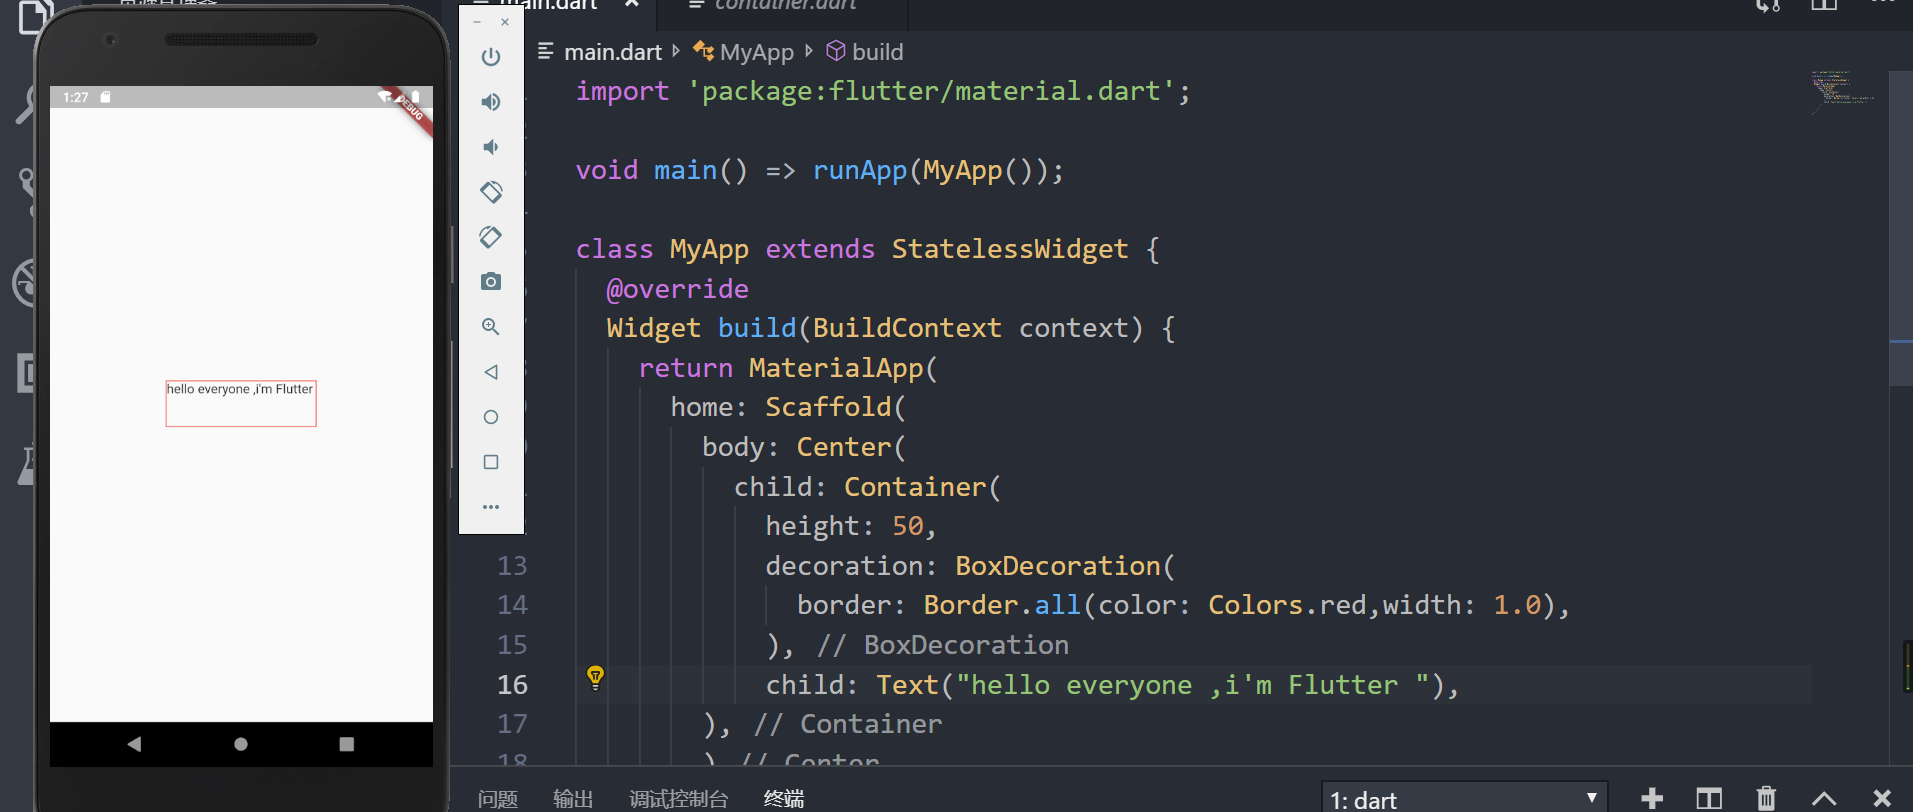 main.dart
container.dart
main.dart MyApp build
1:27
DEBUG
import 'package:flutter/material.dart';
void main() => runApp(MyApp());
class MyApp extends StatelessWidget {
@override
Widget build(BuildContext context) {
return MaterialApp(
home: Scaffold(
body: Center(
child: Container(
height: 50,
13 decoration: BoxDecoration(
14 border: Border.all(color: Colors.red,width: 1.0),
15 ), // BoxDecoration
16 child: Text("hello everyone ,i'm Flutter "),
17 ), // Container
18 ) // Center
hello everyone ,i'm Flutter
问题 输出 调试控制台 终端
1: dart